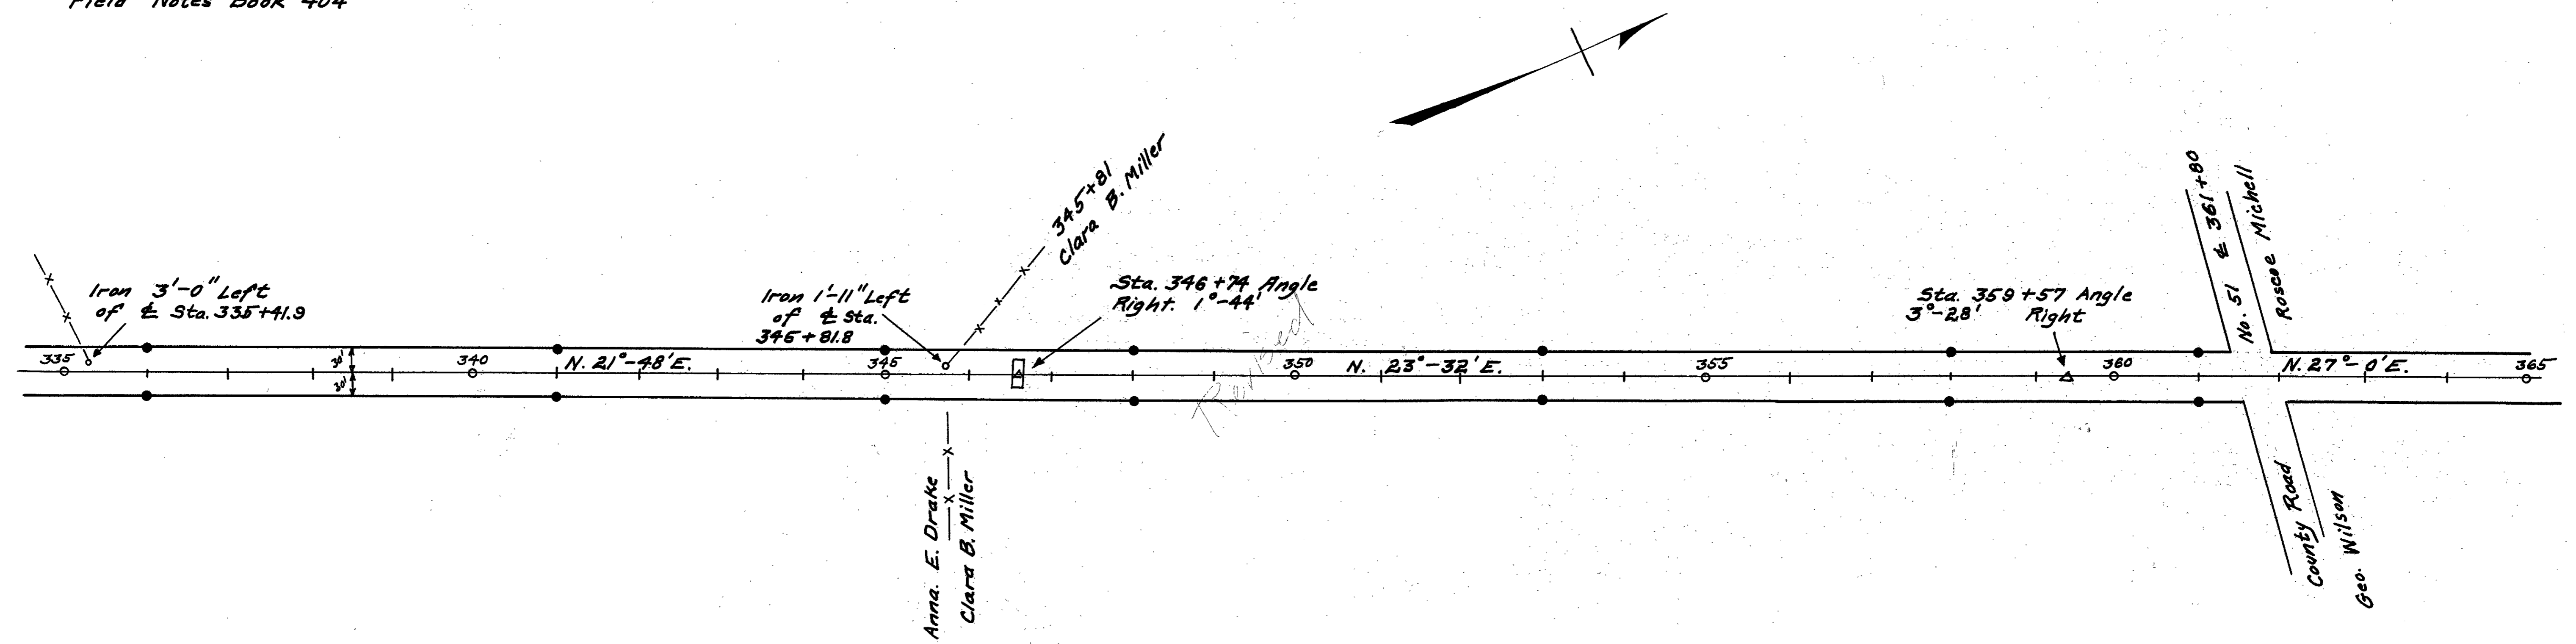 Field Notes Book 404
Iron 3'-0" Left
of ℄ Sta. 335+41.9
345+81
Clara B. Miller
Iron 1'-11" Left
of ℄ Sta.
345+81.8
Sta. 346+74 Angle
Right. 1°-44'
Sta. 359+57 Angle
3°-28' Right
No. 51 ℄ 361+80
Roscoe Michell
335
30'
30'
340
N. 21°-48'E.
345
350
N. 23°-32'E.
355
360
N. 27°-0'E.
365
Revised
Anna. E. Drake
Clara B. Miller
County Road
Geo. Wilson